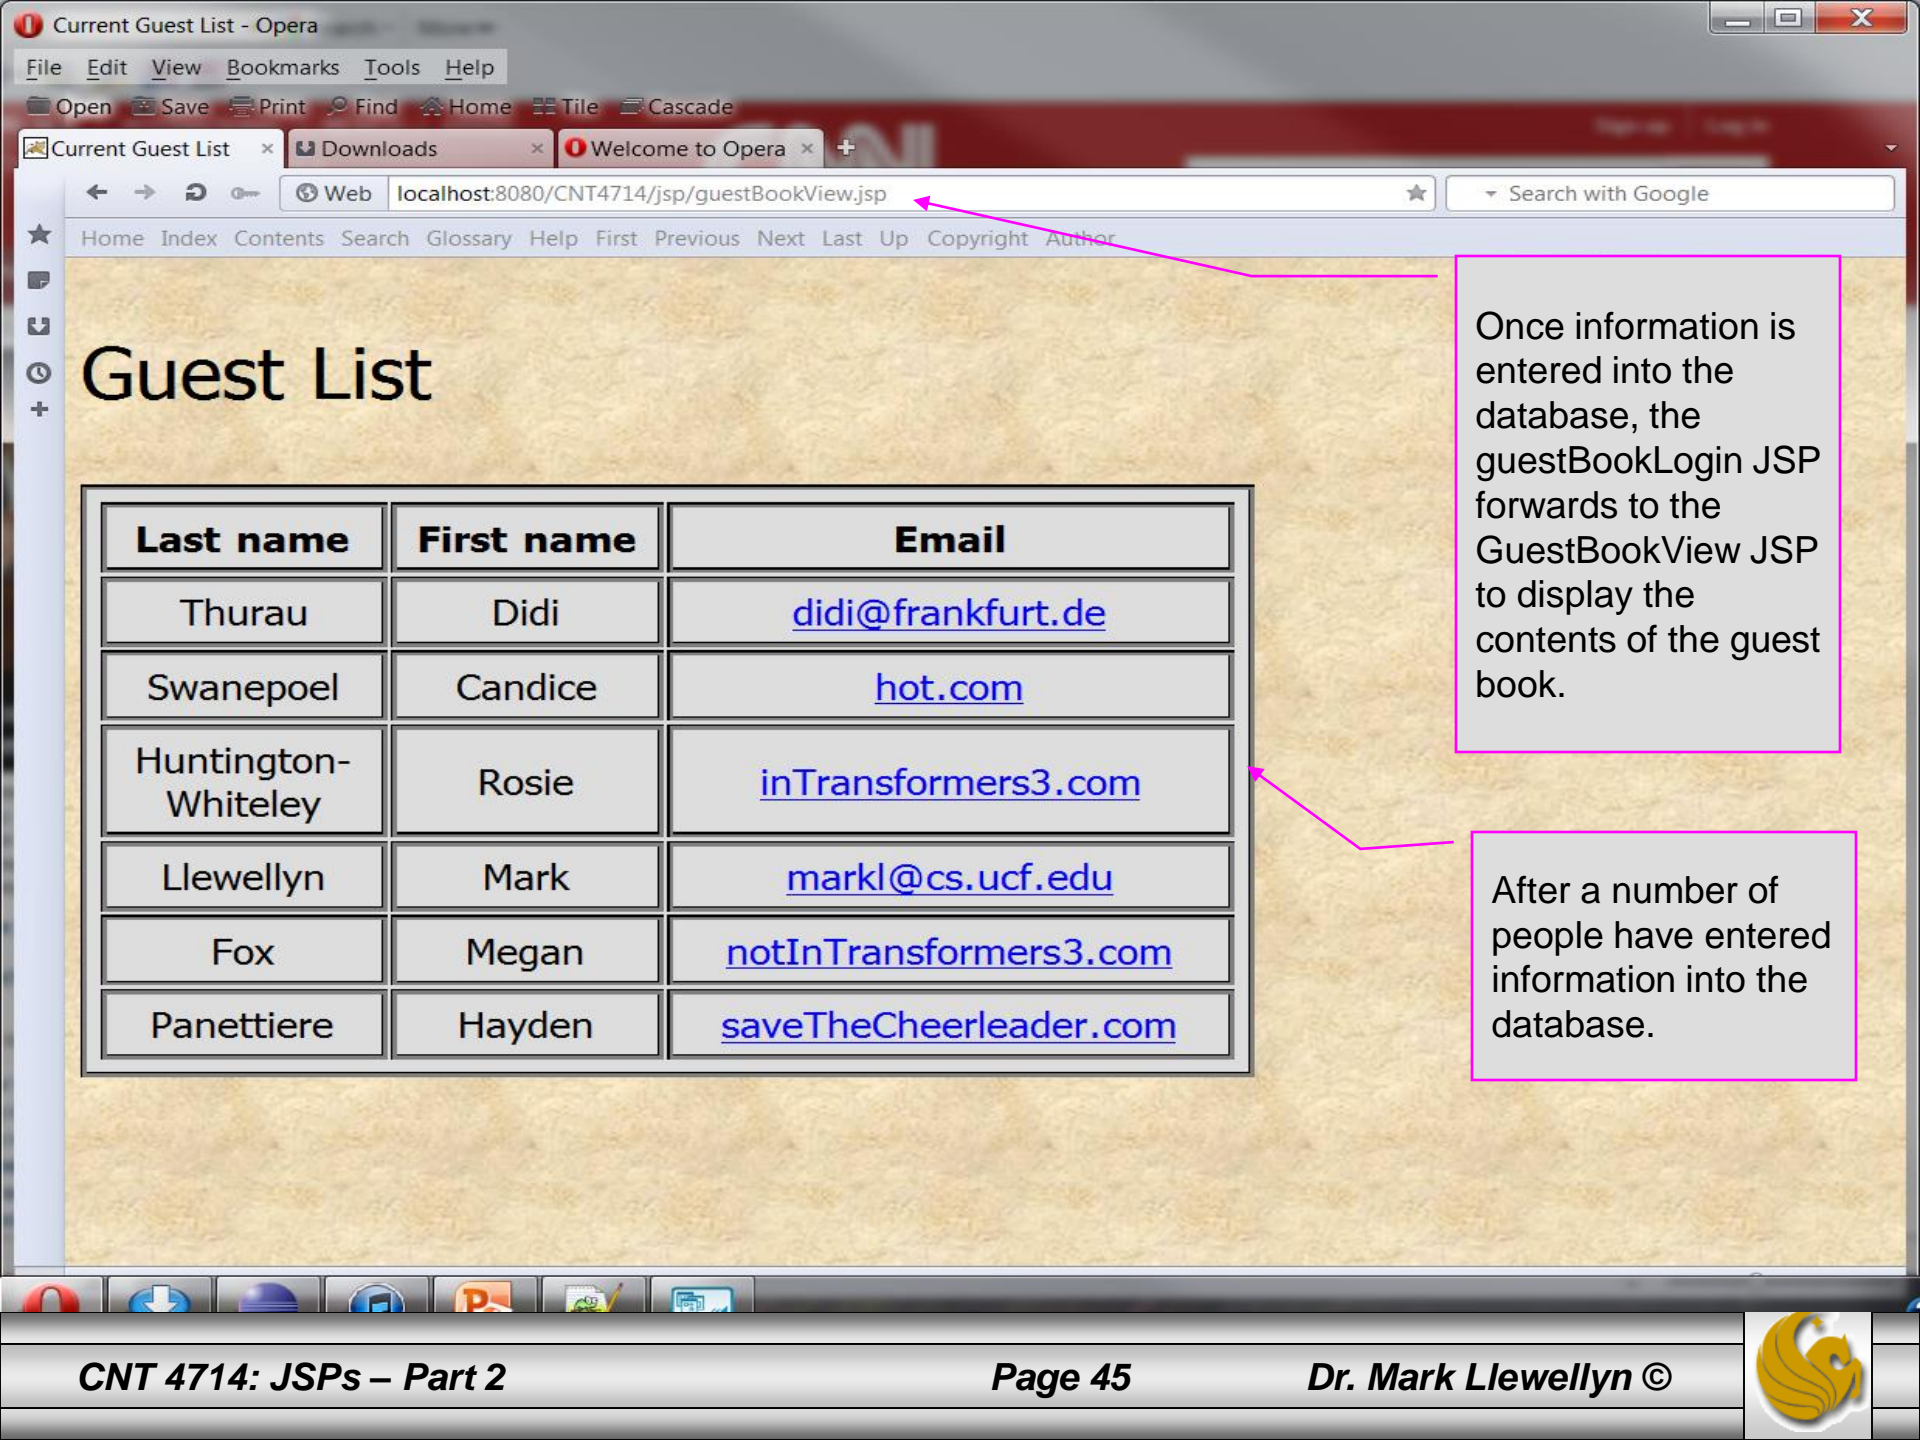 Current Guest List - Opera
File Edit View Bookmarks Tools Help
Open Save Print Find Home Tile Cascade
Current Guest List Downloads Welcome to Opera
Web localhost:8080/CNT4714/jsp/guestBookView.jsp Search with Google
Home Index Contents Search Glossary Help First Previous Next Last Up Copyright Author
Guest List
Last name First name Email
Thurau Didi didi@frankfurt.de
Swanepoel Candice hot.com
Huntington-
Whiteley Rosie inTransformers3.com
Llewellyn Mark markl@cs.ucf.edu
Fox Megan notInTransformers3.com
Panettiere Hayden saveTheCheerleader.com
Once information is
entered into the
database, the
guestBookLogin JSP
forwards to the
GuestBookView JSP
to display the
contents of the guest
book.
After a number of
people have entered
information into the
database.
CNT 4714: JSPs – Part 2 Page 45 Dr. Mark Llewellyn ©